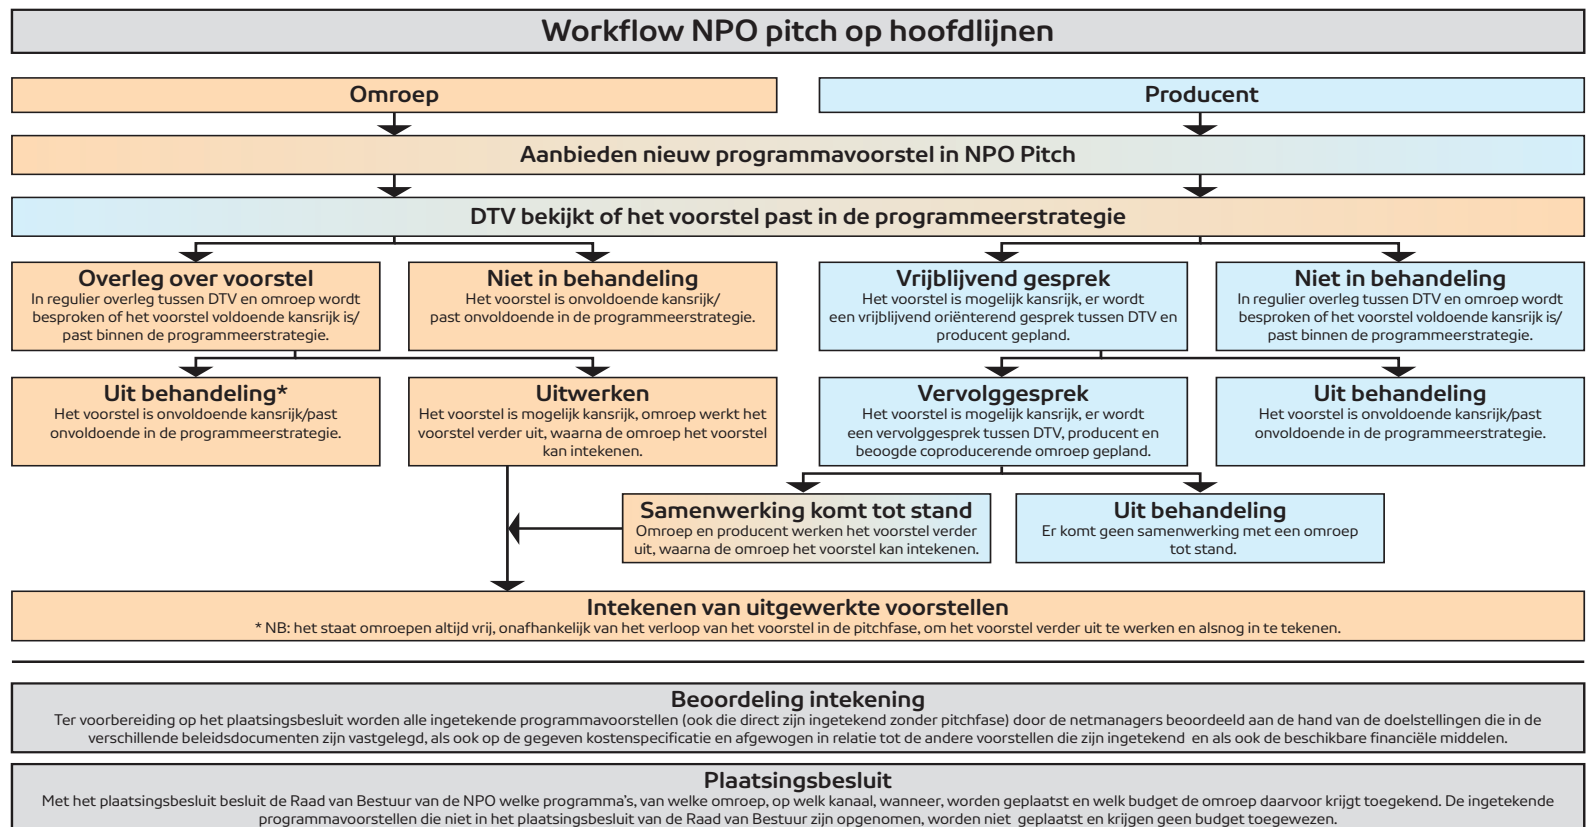 Workflow NPO pitch op hoofdlijnen
Omroep
Producent
Aanbieden nieuw programmavoorstel in NPO Pitch
DTV bekijkt of het voorstel past in de programmeerstrategie
Overleg over voorstel
In regulier overleg tussen DTV en omroep wordt
besproken of het voorstel voldoende kansrijk is/
past binnen de programmeerstrategie.
Niet in behandeling
Het voorstel is onvoldoende kansrijk/
past onvoldoende in de programmeerstrategie.
Vrijblijvend gesprek
Het voorstel is mogelijk kansrijk, er wordt
een vrijblijvend oriënterend gesprek tussen DTV en
producent gepland.
Niet in behandeling
In regulier overleg tussen DTV en omroep wordt
besproken of het voorstel voldoende kansrijk is/
past binnen de programmeerstrategie.
Uit behandeling*
Het voorstel is onvoldoende kansrijk/past
onvoldoende in de programmeerstrategie.
Uitwerken
Het voorstel is mogelijk kansrijk, omroep werkt het
voorstel verder uit, waarna de omroep het voorstel
kan intekenen.
Vervolggesprek
Het voorstel is mogelijk kansrijk, er wordt
een vervolggesprek tussen DTV, producent en
beoogde coproducerende omroep gepland.
Uit behandeling
Het voorstel is onvoldoende kansrijk/past
onvoldoende in de programmeerstrategie.
Samenwerking komt tot stand
Omroep en producent werken het voorstel verder
uit, waarna de omroep het voorstel kan intekenen.
Uit behandeling
Er komt geen samenwerking met een omroep
tot stand.
Intekenen van uitgewerkte voorstellen
* NB: het staat omroepen altijd vrij, onafhankelijk van het verloop van het voorstel in de pitchfase, om het voorstel verder uit te werken en alsnog in te tekenen.
Beoordeling intekening
Ter voorbereiding op het plaatsingsbesluit worden alle ingetekende programmavoorstellen (ook die direct zijn ingetekend zonder pitchfase) door de netmanagers beoordeeld aan de hand van de doelstellingen die in de
verschillende beleidsdocumenten zijn vastgelegd, als ook op de gegeven kostenspecificatie en afgewogen in relatie tot de andere voorstellen die zijn ingetekend en als ook de beschikbare financiële middelen.
Plaatsingsbesluit
Met het plaatsingsbesluit besluit de Raad van Bestuur van de NPO welke programma's, van welke omroep, op welk kanaal, wanneer, worden geplaatst en welk budget de omroep daarvoor krijgt toegekend. De ingetekende
programmavoorstellen die niet in het plaatsingsbesluit van de Raad van Bestuur zijn opgenomen, worden niet geplaatst en krijgen geen budget toegewezen.